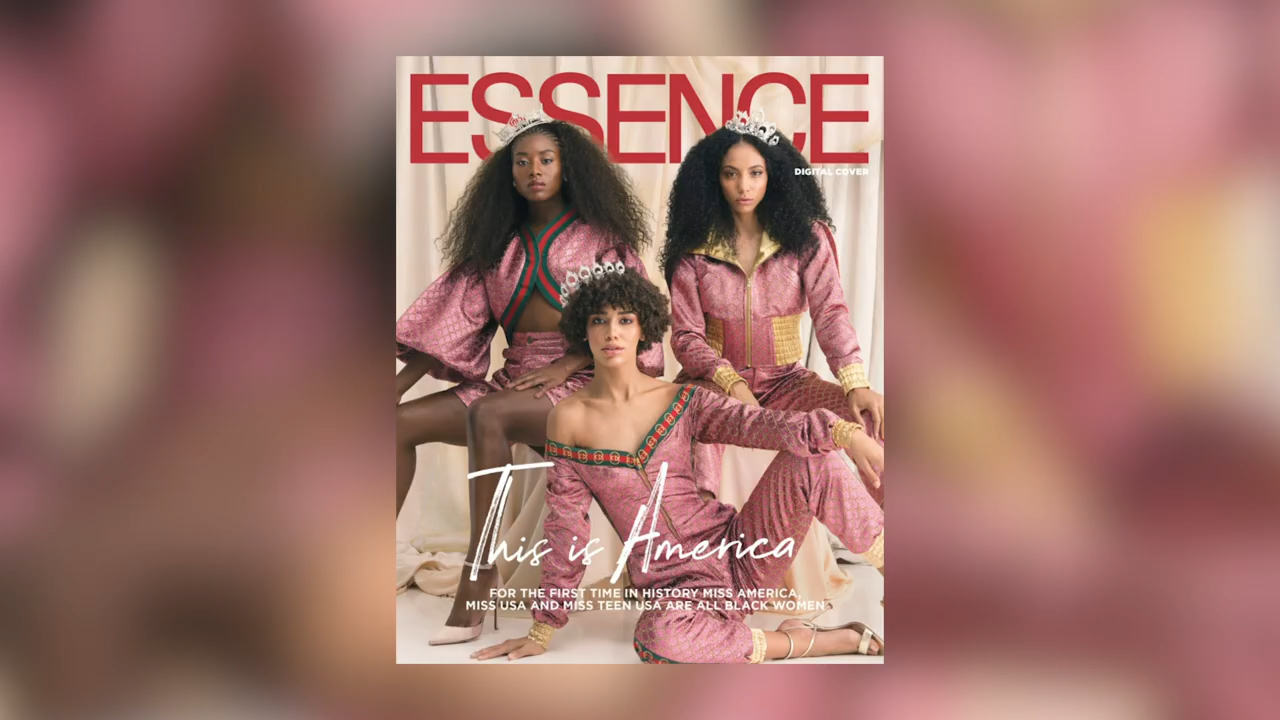 ESSENCE
DIGITAL COVER
This is America
FOR THE FIRST TIME IN HISTORY MISS AMERICA,
MISS USA AND MISS TEEN USA ARE ALL BLACK WOMEN